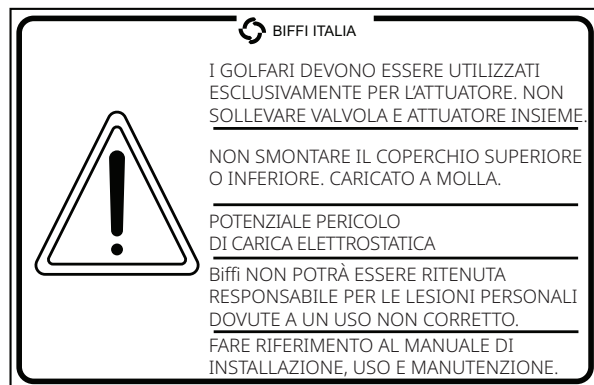 BIFFI ITALIA
I GOLFARI DEVONO ESSERE UTILIZZATI
ESCLUSIVAMENTE PER L'ATTUATORE. NON
SOLLEVARE VALVOLA E ATTUATORE INSIEME.
NON SMONTARE IL COPERCHIO SUPERIORE
O INFERIORE. CARICATO A MOLLA.
POTENZIALE PERICOLO
DI CARICA ELETTROSTATICA
Biffi NON POTRÀ ESSERE RITENUTA
RESPONSABILE PER LE LESIONI PERSONALI
DOVUTE A UN USO NON CORRETTO.
FARE RIFERIMENTO AL MANUALE DI
INSTALLAZIONE, USO E MANUTENZIONE.